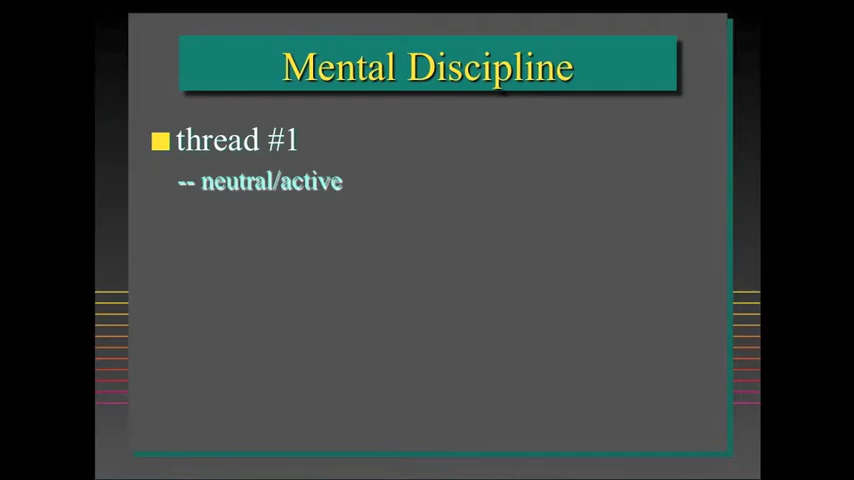 Mental Discipline
thread #1
-- neutral/active